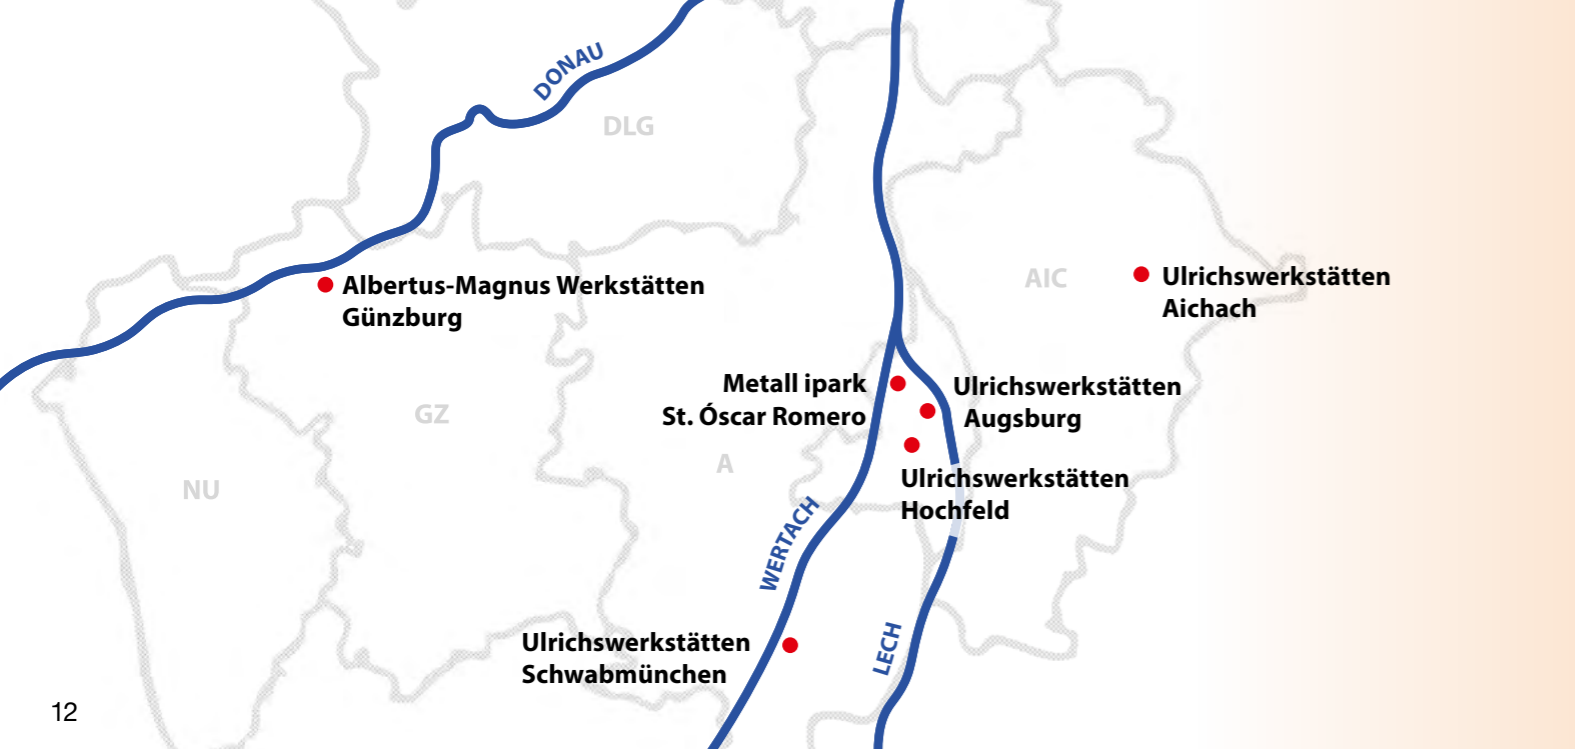 DONAU
DLG
Albertus-Magnus Werkstätten
Günzburg
AIC
Ulrichswerkstätten
Aichach
Metall ipark
St. Óscar Romero
Ulrichswerkstätten
Augsburg
GZ
A
NU
Ulrichswerkstätten
Hochfeld
WERTACH
Ulrichswerkstätten
Schwabmünchen
LECH
12